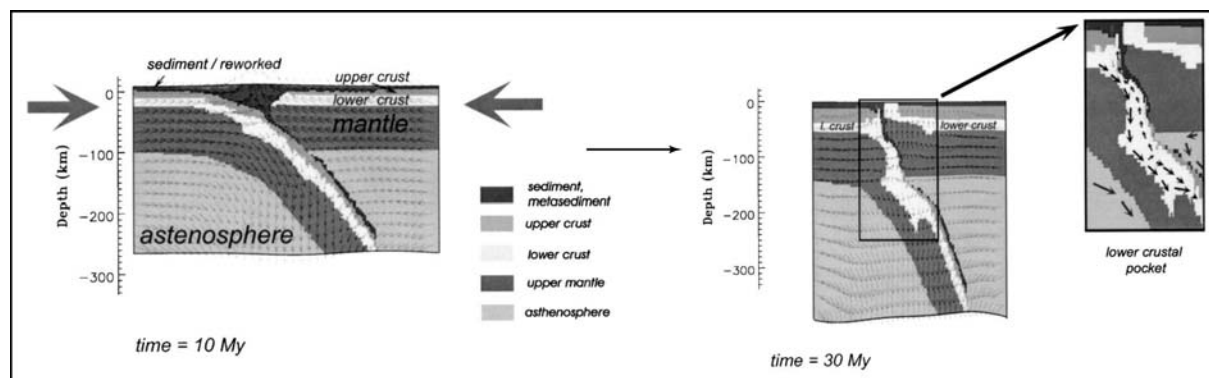 sediment / reworked
upper crust
lower crust
mantle
0
-100
-200
-300
Depth (km)
astenosphere
time = 10 My
sediment,
metasediment
upper crust
lower crust
upper mantle
asthenosphere
0
-100
-200
-300
Depth (km)
l. crust
lower crust
time = 30 My
lower crustal
pocket